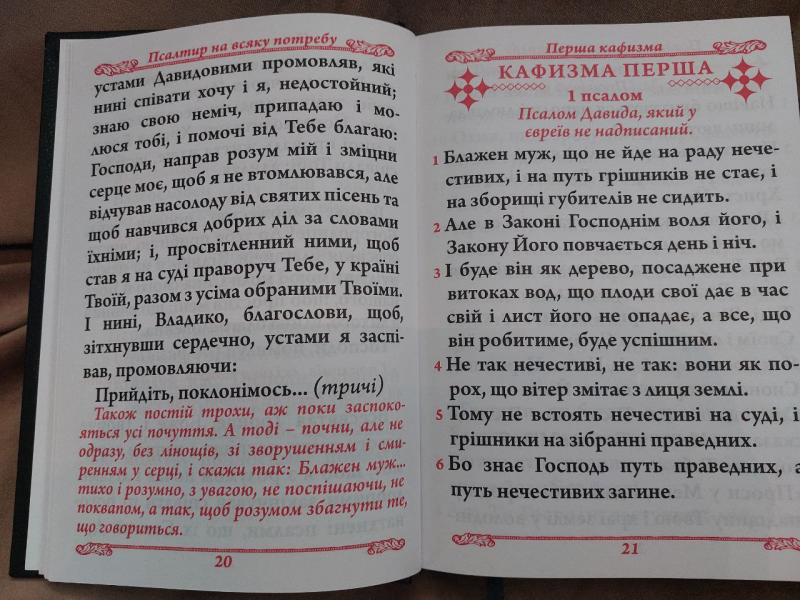 Псалтир на всяку потребу
устами Давидовими промовляв, які
нині співати хочу і я, недостойний;
знаю свою неміч, припадаю і мо-
люся тобі, і помочі від Тебе благаю:
Господи, направ розум мій і зміцни
серце моє, щоб я не втомлювався, але
відчував насолоду від святих пісень та
щоб навчився добрих діл за словами
їхніми; і, просвітленний ними, щоб
став я на суді праворуч Тебе, у країні
Твоїй, разом з усіма обраними Твоїми.
І нині, Владико, благослови, щоб,
зітхнувши сердечно, устами я заспі-
вав, промовляючи:
Прийдіть, поклонімось... (тричі)
Також постій трохи, аж поки заспоко-
яться усі почуття. А тоді – почни, але не
одразу, без лінощів, зі зворушенням і сми-
ренням у серці, і скажи так: Блажен муж...
тихо і розумно, з увагою, не поспішаючи, не
похвапом, а так, щоб розумом збагнути те,
що говориться.
20
Перша кафизма
КАФИЗМА ПЕРША
1 псалом
Псалом Давида, який у
євреїв не надписаний.
1 Блажен муж, що не йде на раду нече-
стивих, і на путь грішників не стає, і
на зборищі губителів не сидить.
2 Але в Законі Господнім воля його, і
Закону Його повчається день і ніч.
3 І буде він як дерево, посаджене при
витоках вод, що плоди свої дає в час
свій і лист його не опадає, а все, що
він робитиме, буде успішним.
4 Не так нечестиві, не так: вони як по-
рох, що вітер змітає з лиця землі.
5 Тому не встоять нечестиві на суді, і
грішники на зібранні праведних.
6 Бо знає Господь путь праведних, а
путь нечестивих загине.
21